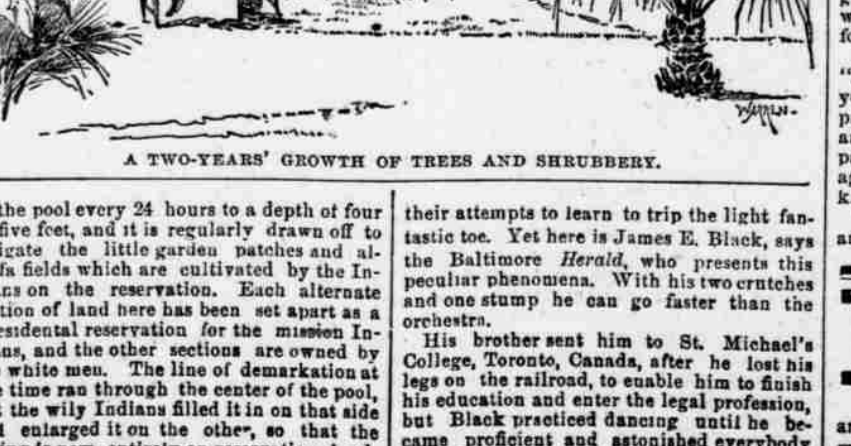 WARREN.
A TWO-YEARS' GROWTH OF TREES AND SHRUBBERY.
the pool every 24 hours to a depth of four
five feet, and it is regularly drawn off to
igate the little garden patches and al-
fa fields which are cultivated by the In-
ans on the reservation. Each alternate
tion of land here has been set apart as a
esidental reservation for the mission In-
ans, and the other sections are owned by
white men. The line of demarkation at
time ran through the center of the pool,
the wily Indians filled it in on that side
enlarged it on the other, so that the
their attempts to learn to trip the light fan-
tastic toe. Yet here is James E. Black, says
the Baltimore Herald, who presents this
peculiar phenomena. With his two crutches
and one stump he can go faster than the
orchestra.
His brother sent him to St. Michael's
College, Toronto, Canada, after he lost his
legs on the railroad, to enable him to finish
his education and enter the legal profession,
but Black practiced dancing until he be-
came proficient and astonished everybody